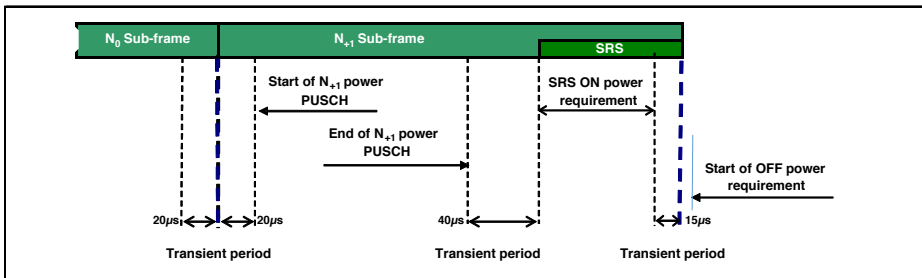 N0 Sub-frame
N+1 Sub-frame
SRS
Start of N+1 power
PUSCH
SRS ON power
requirement
End of N+1 power
PUSCH
Start of OFF power
requirement
20µs
20µs
40µs
15µs
Transient period
Transient period
Transient period